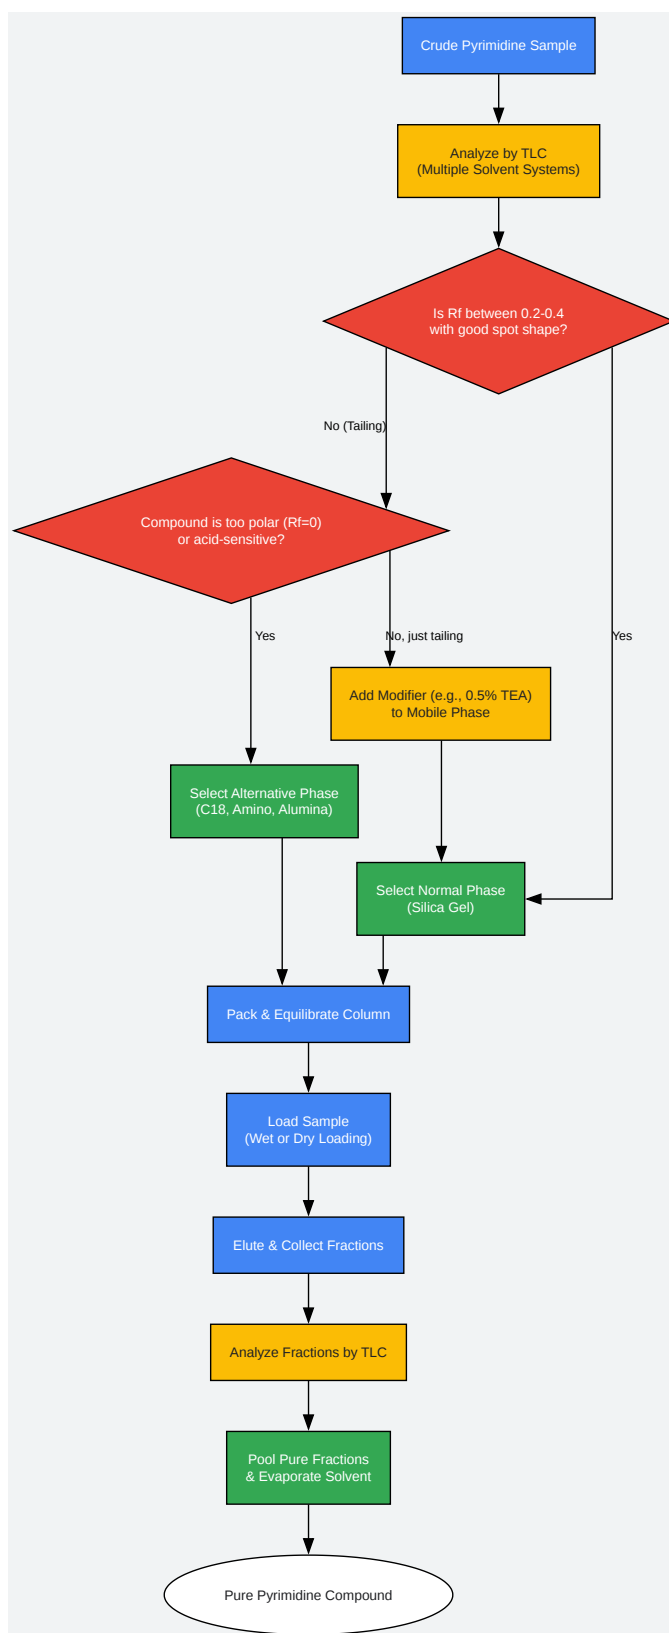 Crude Pyrimidine Sample
Analyze by TLC
(Multiple Solvent Systems)
Is Rf between 0.2-0.4
with good spot shape?
No (Tailing)
Compound is too polar (Rf=0)
or acid-sensitive?
Yes
No, just tailing
Yes
Add Modifier (e.g., 0.5% TEA)
to Mobile Phase
Select Alternative Phase
(C18, Amino, Alumina)
Select Normal Phase
(Silica Gel)
Pack & Equilibrate Column
Load Sample
(Wet or Dry Loading)
Elute & Collect Fractions
Analyze Fractions by TLC
Pool Pure Fractions
& Evaporate Solvent
Pure Pyrimidine Compound